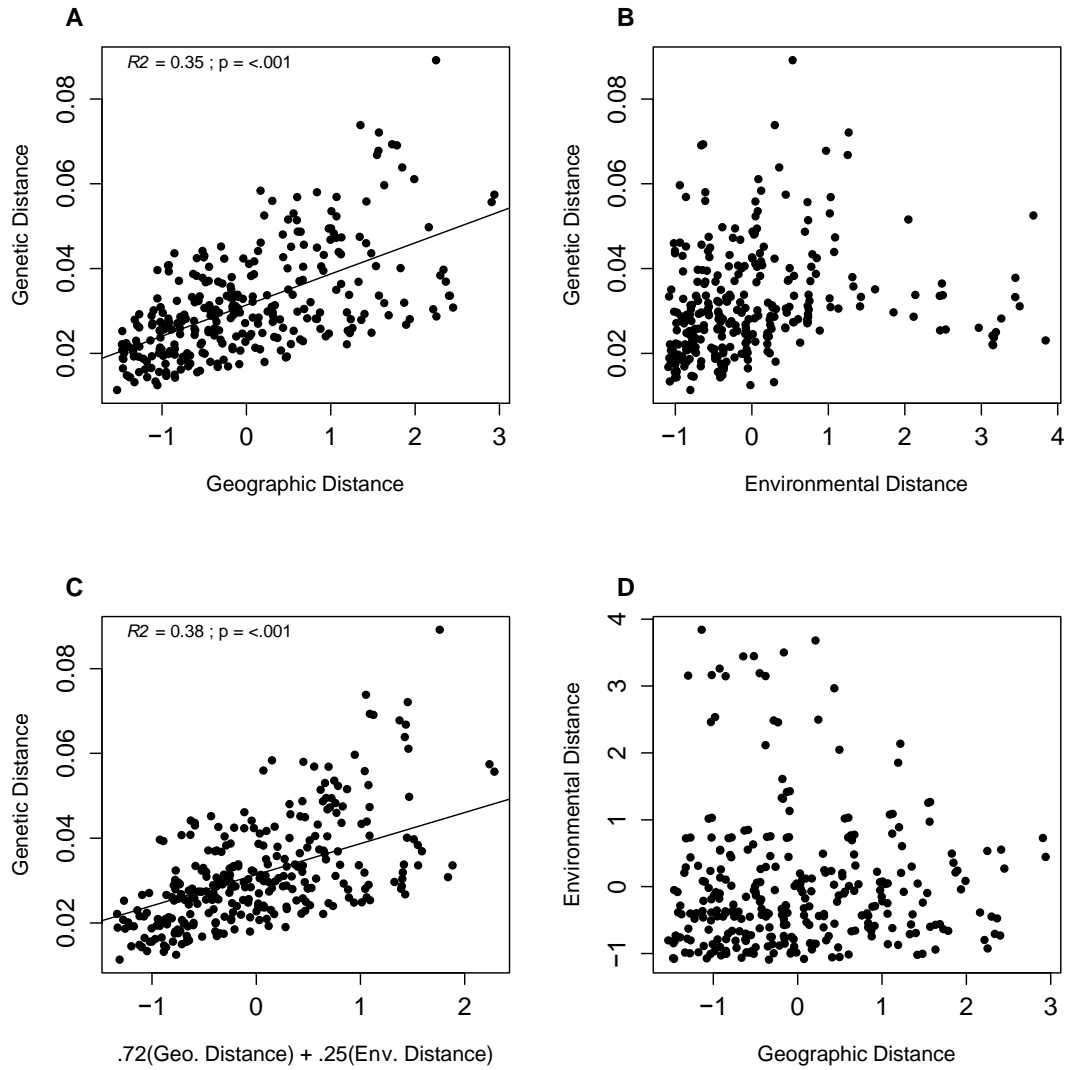 A
R2 = 0.35 ; p = <.001
Genetic Distance
0.02 0.04 0.06 0.08
−1 0 1 2 3
Geographic Distance
B
Genetic Distance
0.02 0.04 0.06 0.08
−1 0 1 2 3 4
Environmental Distance
C
R2 = 0.38 ; p = <.001
Genetic Distance
0.02 0.04 0.06 0.08
−1 0 1 2
.72(Geo. Distance) + .25(Env. Distance)
D
Environmental Distance
−1 0 1 2 3 4
−1 0 1 2 3
Geographic Distance